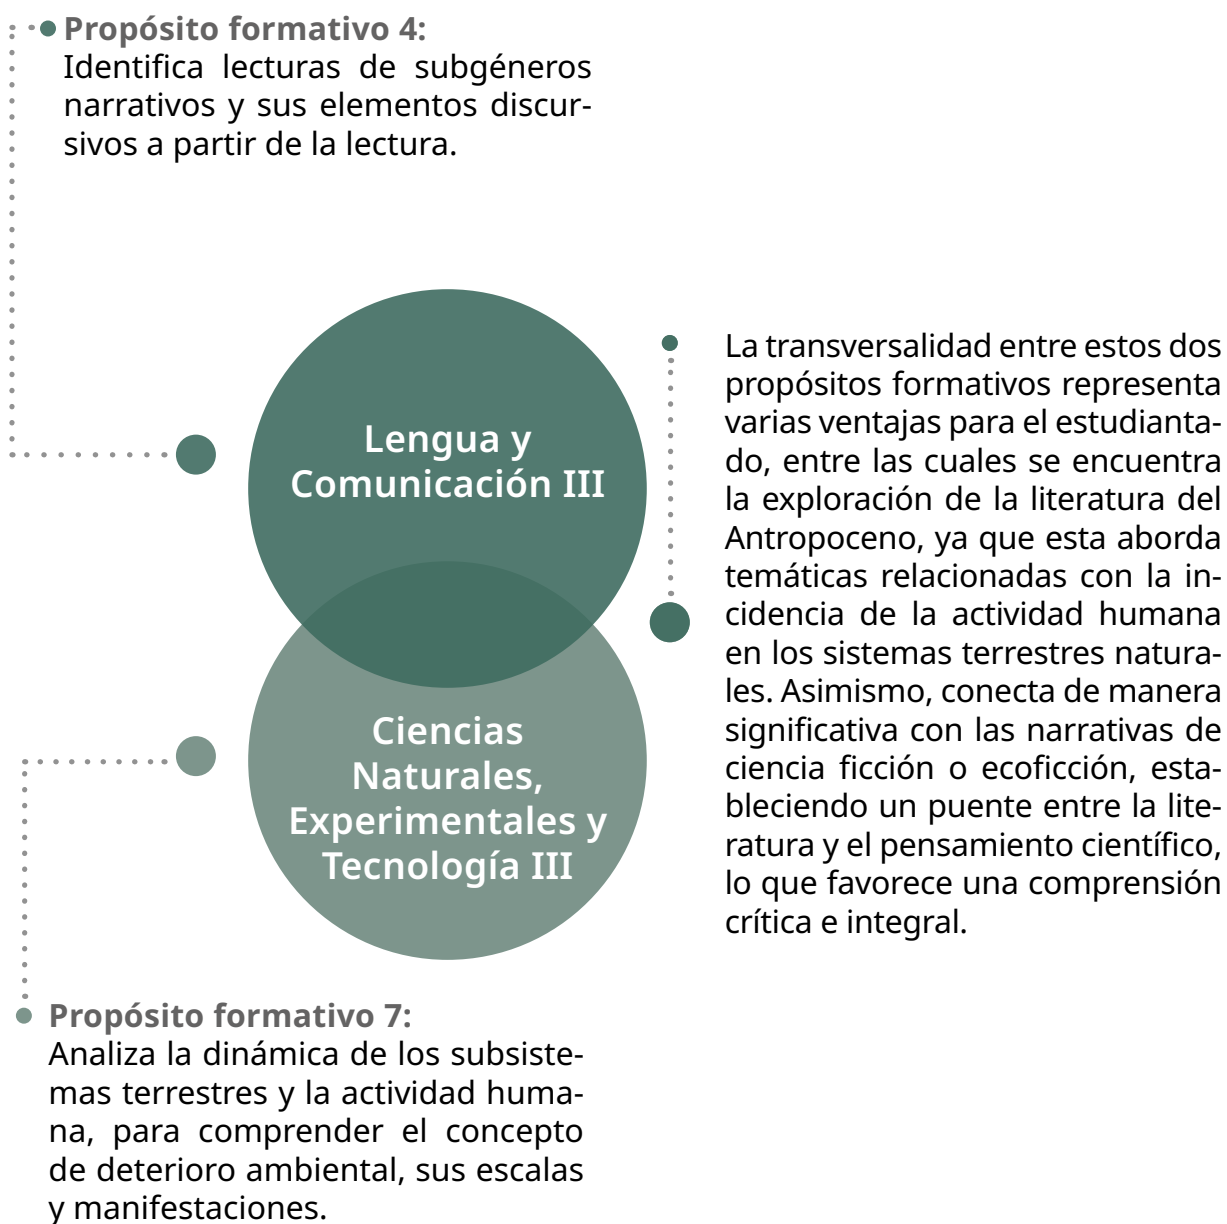 Propósito formativo 4:
Identifica lecturas de subgéneros
narrativos y sus elementos discur-
sivos a partir de la lectura.
Lengua y
Comunicación III
La transversalidad entre estos dos
propósitos formativos representa
varias ventajas para el estudianta-
do, entre las cuales se encuentra
la exploración de la literatura del
Antropoceno, ya que esta aborda
temáticas relacionadas con la in-
cidencia de la actividad humana
en los sistemas terrestres natura-
les. Asimismo, conecta de manera
significativa con las narrativas de
ciencia ficción o ecoficción, esta-
bleciendo un puente entre la lite-
ratura y el pensamiento científico,
lo que favorece una comprensión
crítica e integral.
Ciencias
Naturales,
Experimentales y
Tecnología III
Propósito formativo 7:
Analiza la dinámica de los subsiste-
mas terrestres y la actividad huma-
na, para comprender el concepto
de deterioro ambiental, sus escalas
y manifestaciones.